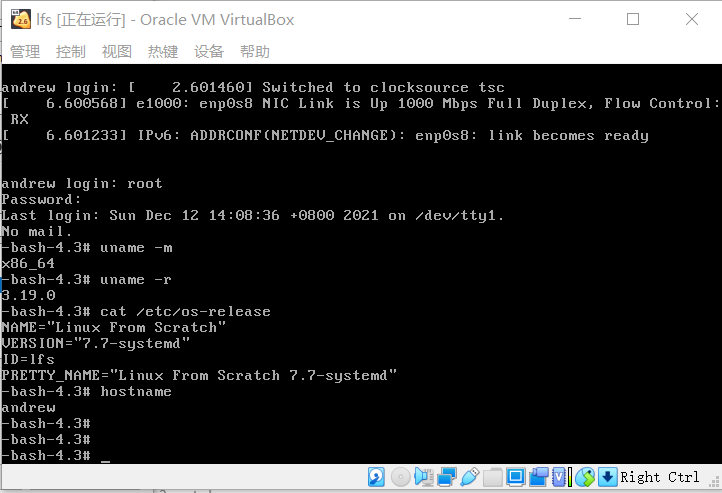 lfs [正在运行] - Oracle VM VirtualBox
管理 控制 视图 热键 设备 帮助
andrew login: [    2.601460] Switched to clocksource tsc
[    6.600568] e1000: enp0s8 NIC Link is Up 1000 Mbps Full Duplex, Flow Control:
 RX
[    6.601233] IPv6: ADDRCONF(NETDEV_CHANGE): enp0s8: link becomes ready
andrew login: root
Password:
Last login: Sun Dec 12 14:08:36 +0800 2021 on /dev/tty1.
No mail.
-bash-4.3# uname -m
x86_64
-bash-4.3# uname -r
3.19.0
-bash-4.3# cat /etc/os-release
NAME="Linux From Scratch"
VERSION="7.7-systemd"
ID=lfs
PRETTY_NAME="Linux From Scratch 7.7-systemd"
-bash-4.3# hostname
andrew
-bash-4.3#
-bash-4.3#
-bash-4.3# _
Right Ctrl